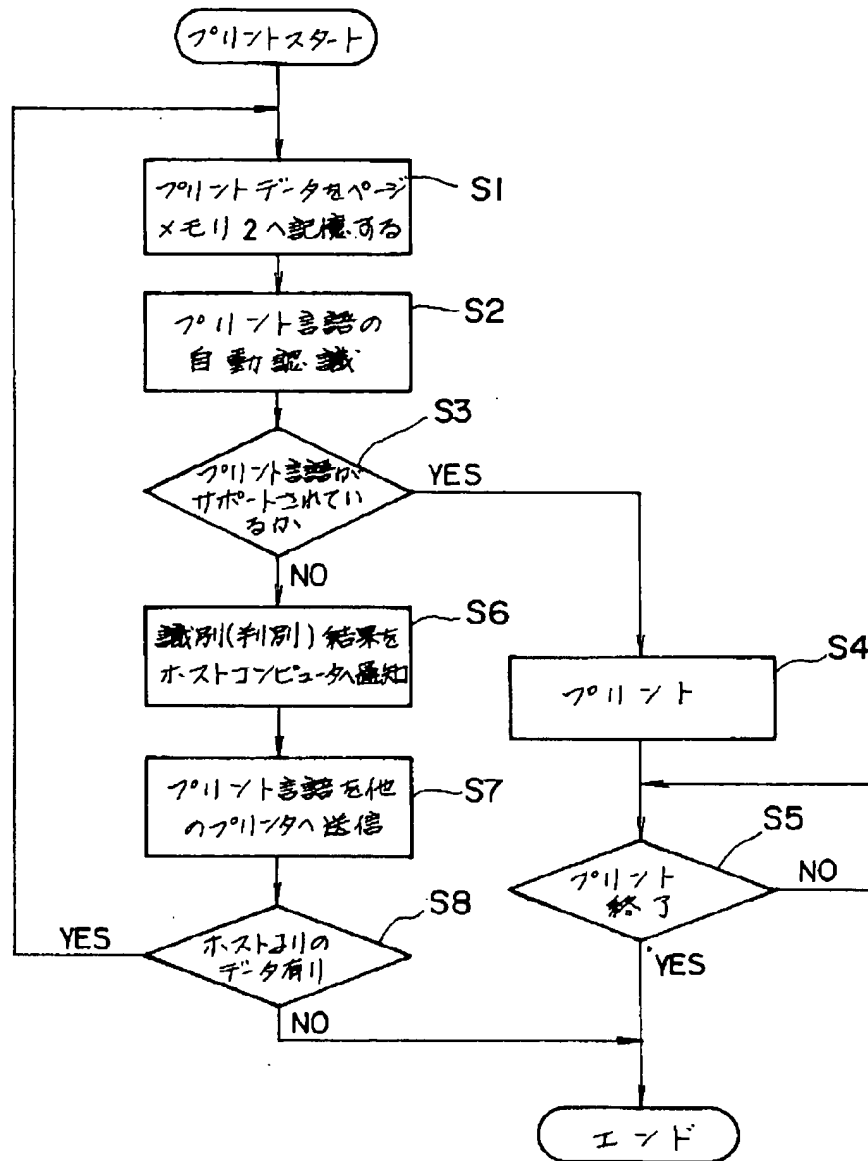 プリントスタート
プリントデータをページ
メモリ2へ記憶する
S1
プリント言語の
自動認識
S2
S3
プリント言語が
サポートされてい
るか
YES
NO
識別(判別)結果を
ホストコンピュータへ通知
S6
S4
プリント
プリント言語を他
のプリンタへ送信
S7
S5
プリント
終了
NO
YES
S8
ホストよりの
データ有り
YES
NO
エンド